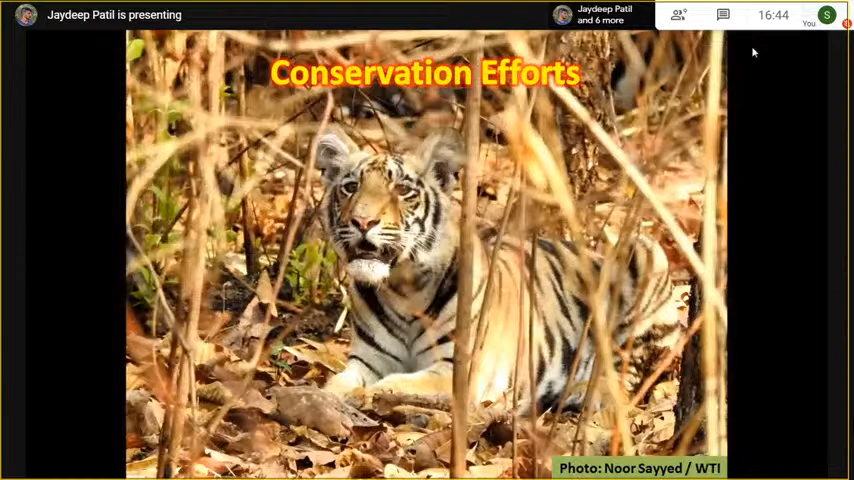 Jaydeep Patil is presenting
Jaydeep Patil
and 6 more
16:44
You
S
Conservation Efforts
Photo: Noor Sayyed / WTI